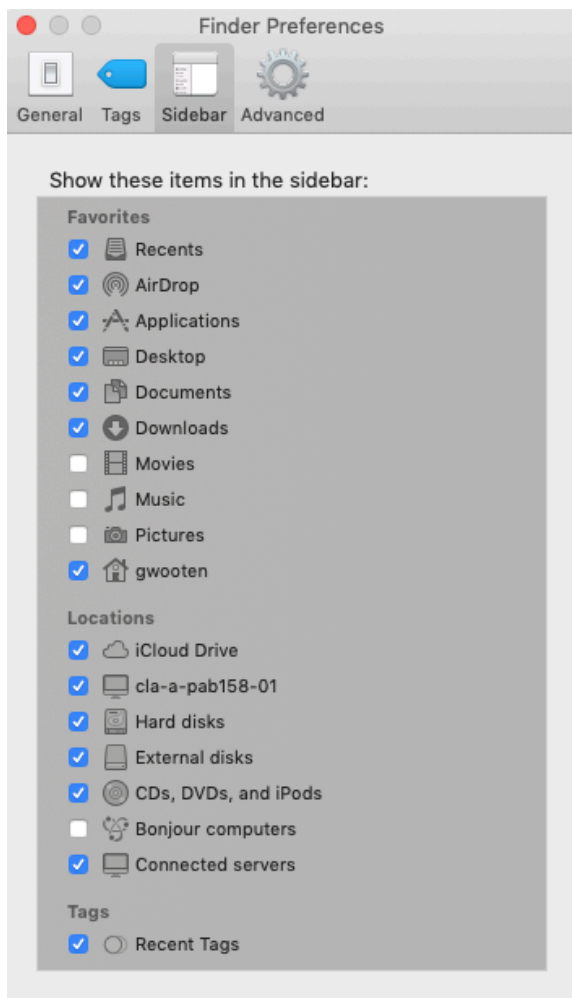 Finder Preferences
General Tags Sidebar Advanced
Show these items in the sidebar:
Favorites
Recents
AirDrop
Applications
Desktop
Documents
Downloads
Movies
Music
Pictures
gwooten
Locations
iCloud Drive
cla-a-pab158-01
Hard disks
External disks
CDs, DVDs, and iPods
Bonjour computers
Connected servers
Tags
Recent Tags